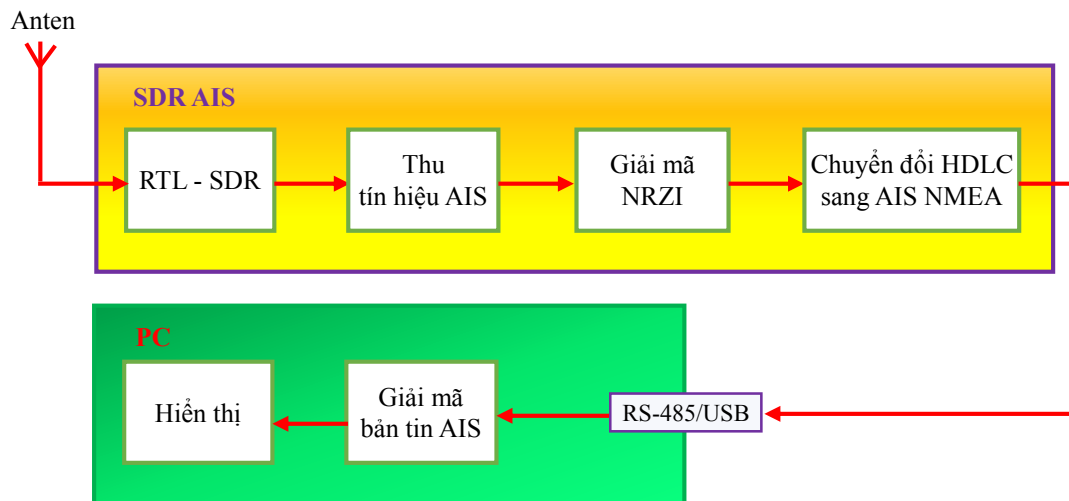 Anten
SDR AIS
RTL - SDR
Thu
tín hiệu AIS
Giải mã
NRZI
Chuyển đổi HDLC
sang AIS NMEA
PC
Hiển thị
Giải mã
bản tin AIS
RS-485/USB